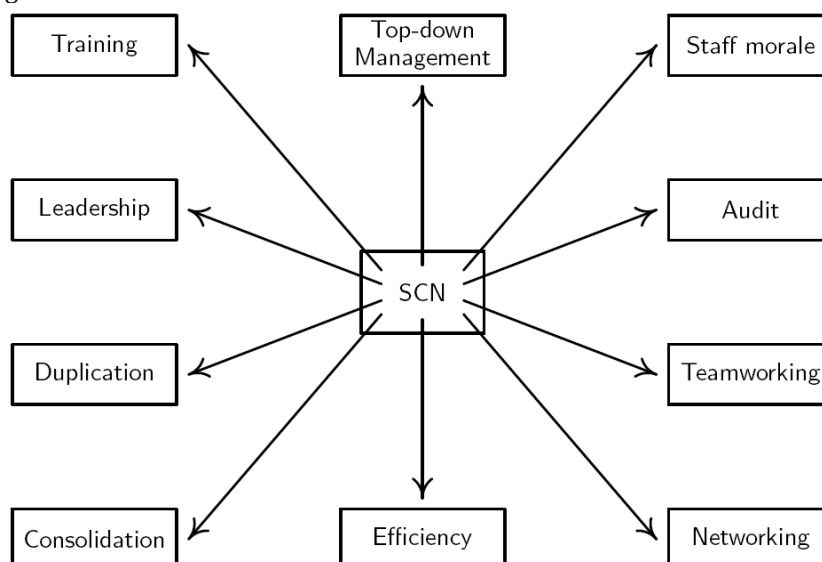 Training
Top-down
Management
Staff morale
Leadership
Audit
SCN
Duplication
Teamworking
Consolidation
Efficiency
Networking